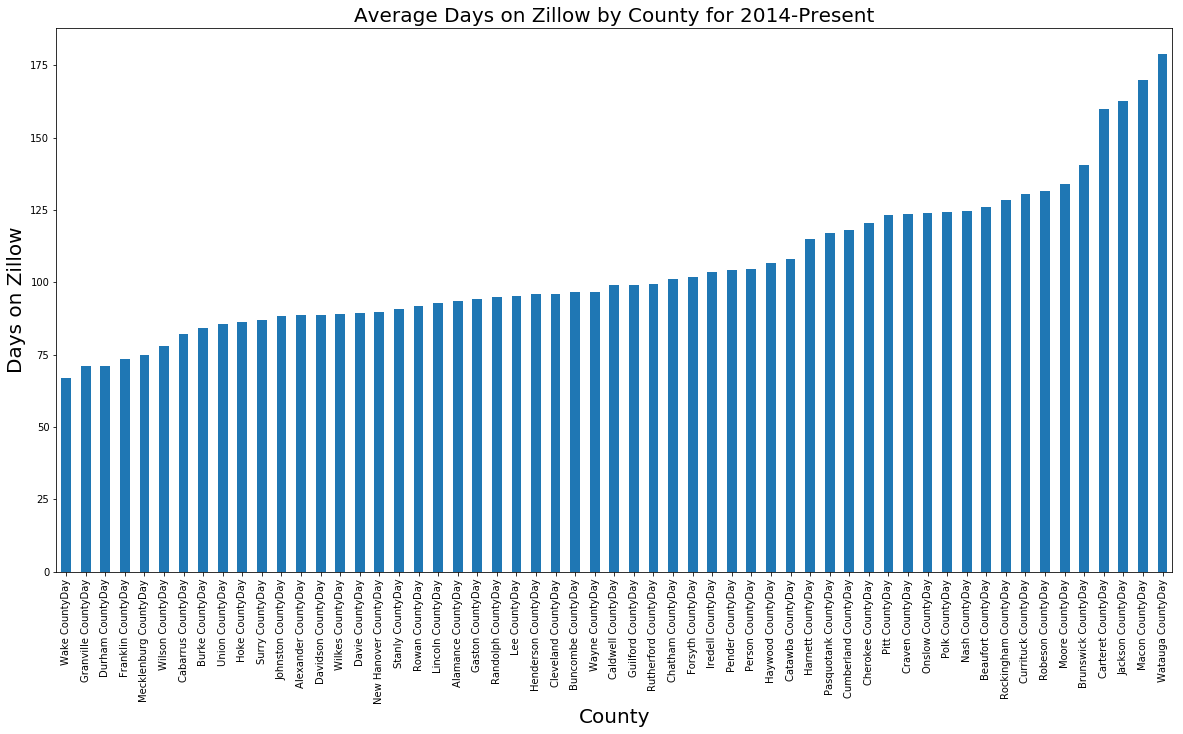 Average Days on Zillow by County for 2014-Present
Days on Zillow
175
150
125
100
75
50
25
0
Wake CountyDay
Granville CountyDay
Durham CountyDay
Franklin CountyDay
Mecklenburg CountyDay
Wilson CountyDay
Cabarrus CountyDay
Burke CountyDay
Union CountyDay
Hoke CountyDay
Surry CountyDay
Johnston CountyDay
Alexander CountyDay
Davidson CountyDay
Wilkes CountyDay
Davie CountyDay
New Hanover CountyDay
Stanly CountyDay
Rowan CountyDay
Lincoln CountyDay
Alamance CountyDay
Gaston CountyDay
Randolph CountyDay
Lee CountyDay
Henderson CountyDay
Cleveland CountyDay
Buncombe CountyDay
Wayne CountyDay
Caldwell CountyDay
Guilford CountyDay
Rutherford CountyDay
Chatham CountyDay
Forsyth CountyDay
Iredell CountyDay
Pender CountyDay
Person CountyDay
Haywood CountyDay
Catawba CountyDay
Harnett CountyDay
Pasquotank CountyDay
Cumberland CountyDay
Cherokee CountyDay
Pitt CountyDay
Craven CountyDay
Onslow CountyDay
Polk CountyDay
Nash CountyDay
Beaufort CountyDay
Rockingham CountyDay
Currituck CountyDay
Robeson CountyDay
Moore CountyDay
Brunswick CountyDay
Carteret CountyDay
Jackson CountyDay
Macon CountyDay
Watauga CountyDay
County